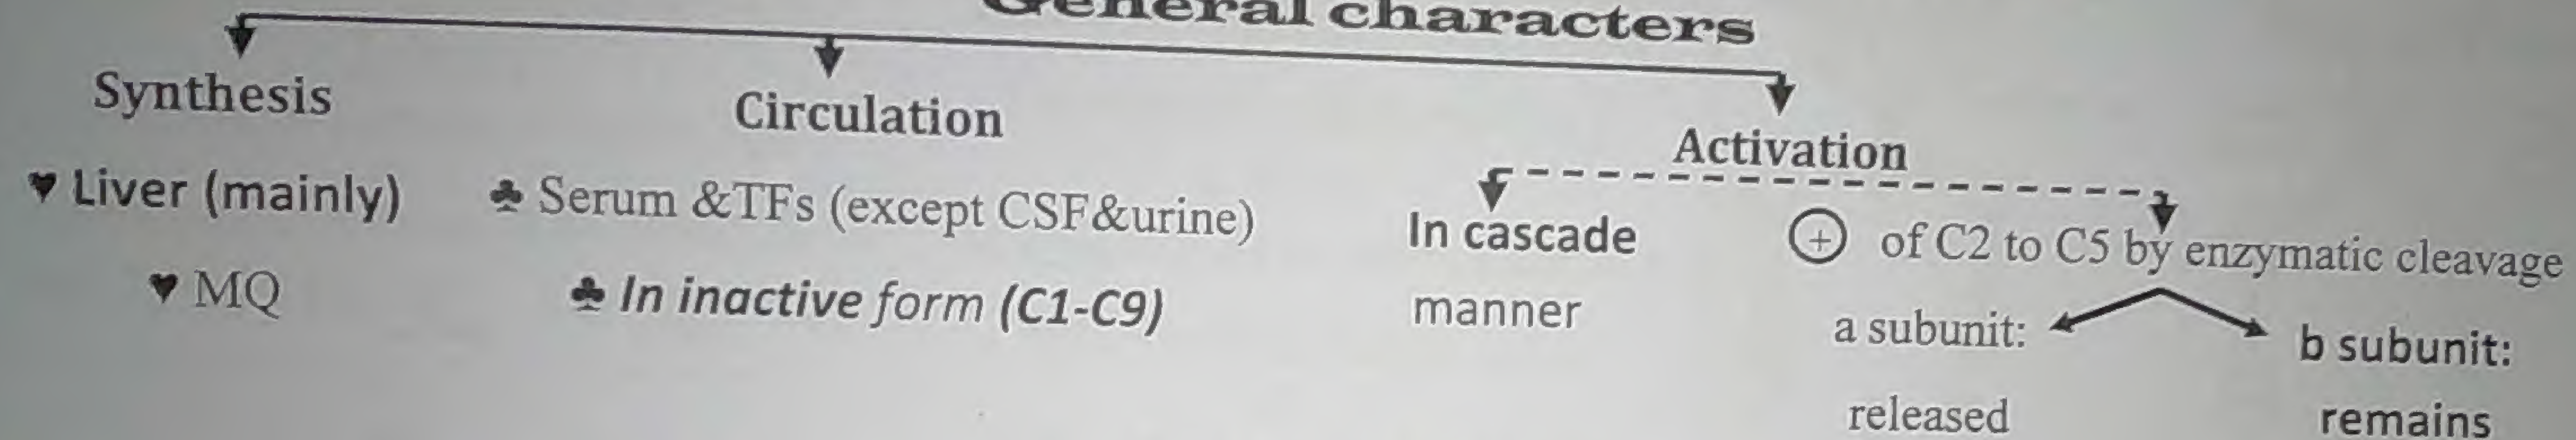 General characters
Synthesis
Circulation
Activation
♥ Liver (mainly)
♥ MQ
♣ Serum &TFs (except CSF&urine)
♣ In inactive form (C1-C9)
In cascade
manner
⊕ of C2 to C5 by enzymatic cleavage
a subunit:
released
b subunit:
remains